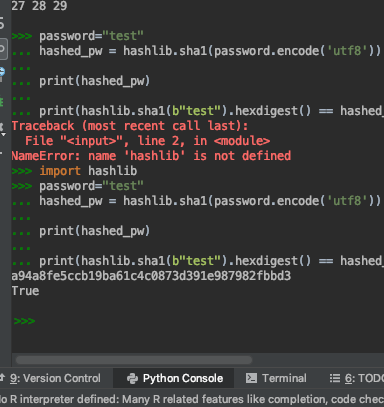 27 28 29
>>> password="test"
... hashed_pw = hashlib.sha1(password.encode('utf8'))
...
... print(hashed_pw)
...
... print(hashlib.sha1(b"test").hexdigest() == hashed_
Traceback (most recent call last):
File "<input>", line 2, in <module>
NameError: name 'hashlib' is not defined
>>> import hashlib
>>> password="test"
... hashed_pw = hashlib.sha1(password.encode('utf8'))
...
... print(hashed_pw)
...
... print(hashlib.sha1(b"test").hexdigest() == hashed_
a94a8fe5ccb19ba61c4c0873d391e987982fbbd3
True
>>>
9: Version Control Python Console Terminal 6: TODO
No R interpreter defined: Many R related features like completion, code chec